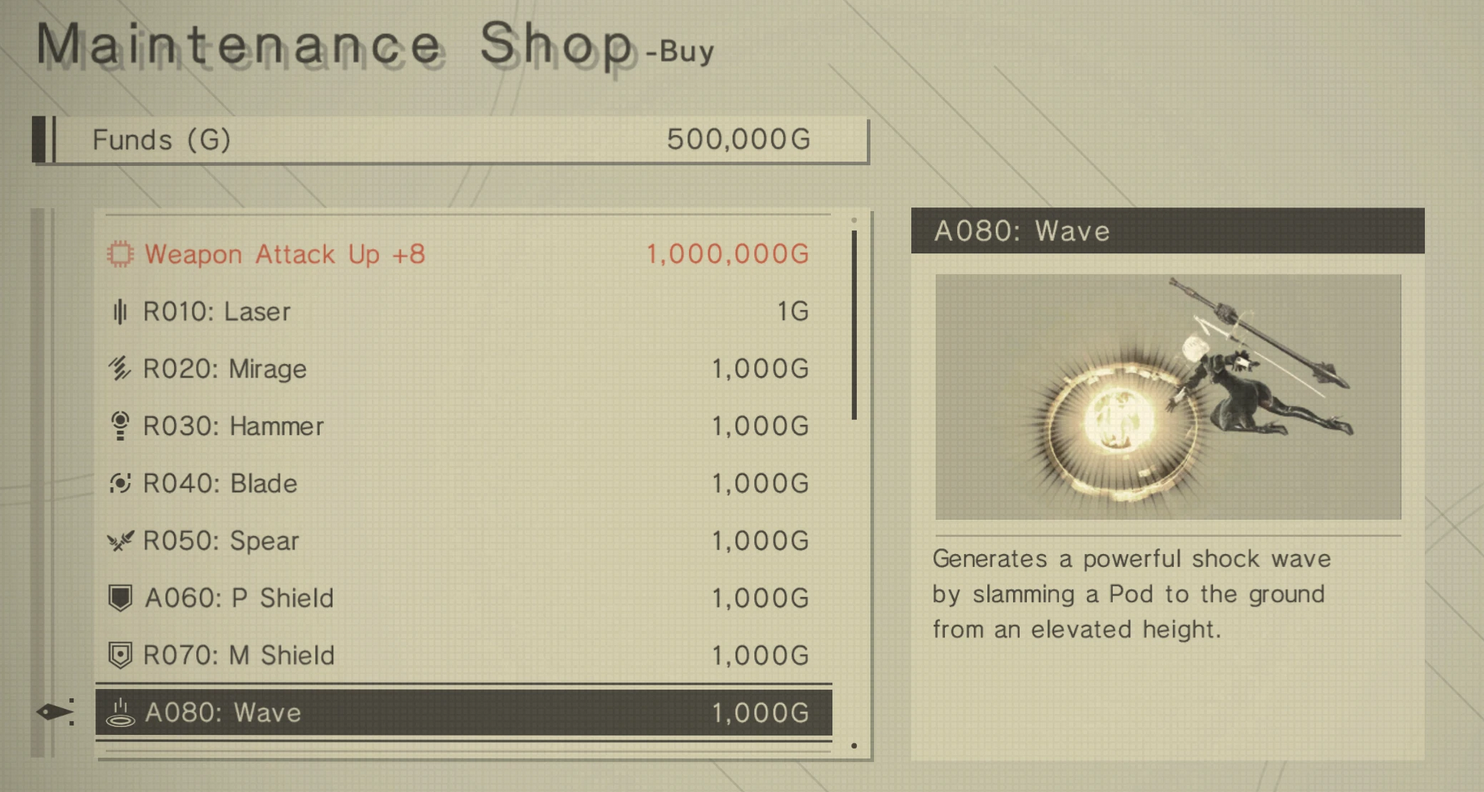 Maintenance Shop -Buy
Funds (G) 500,000G
Weapon Attack Up +8 1,000,000G
R010: Laser 1G
R020: Mirage 1,000G
R030: Hammer 1,000G
R040: Blade 1,000G
R050: Spear 1,000G
A060: P Shield 1,000G
R070: M Shield 1,000G
A080: Wave 1,000G
A080: Wave
Generates a powerful shock wave
by slamming a Pod to the ground
from an elevated height.